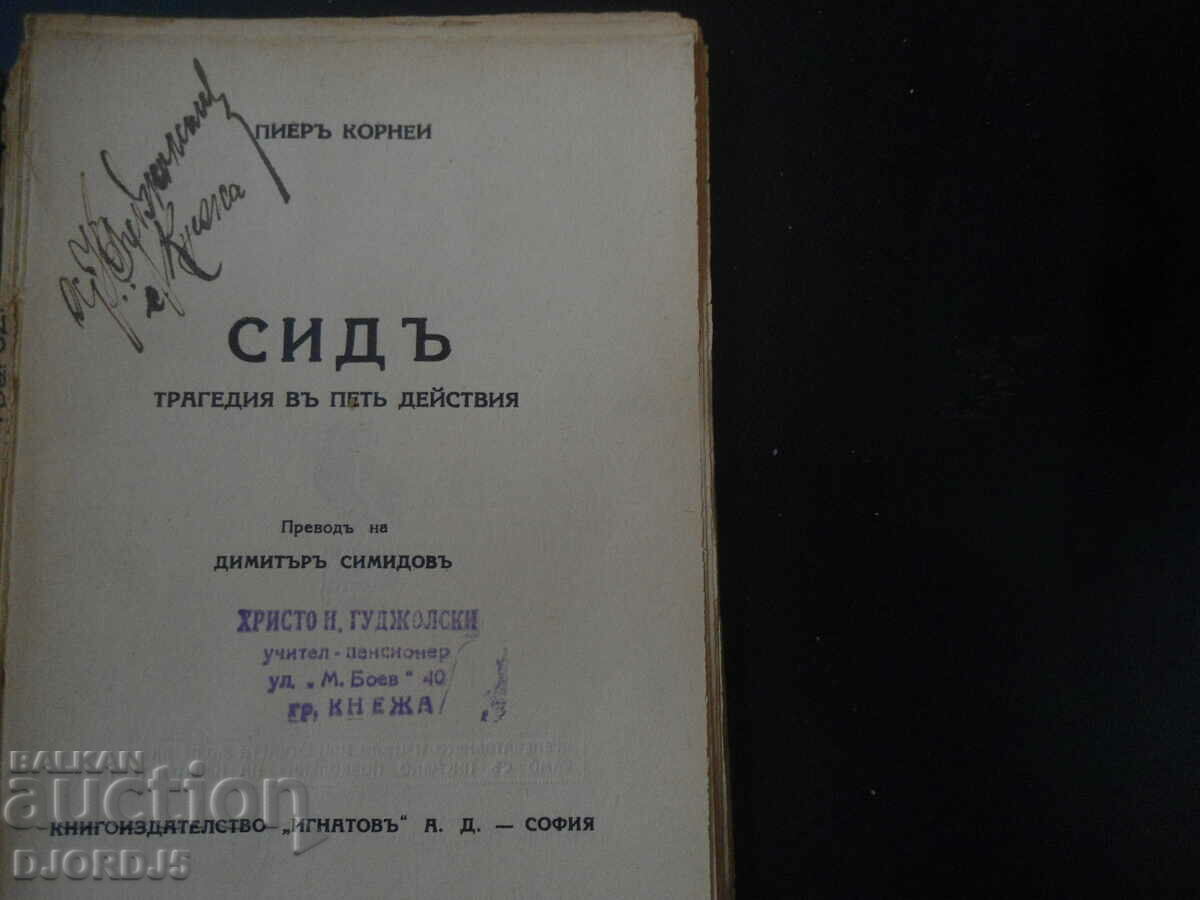 ПИЕРЪ КОРНЕИ
СИДЪ
ТРАГЕДИЯ ВЪ ПЕТЬ ДЕЙСТВИЯ
Преводъ на
ДИМИТЪРЪ СИМИДОВЪ
ХРИСТО Н. ГУДЖОЛСКИ
учител - пенсионер
ул. „М. Боев" 40
гр. КНЕЖА
КНИГОИЗДАТЕЛСТВО „ИГНАТОВЪ" А. Д. — СОФИЯ
BALKAN
auction
DJORDJ5